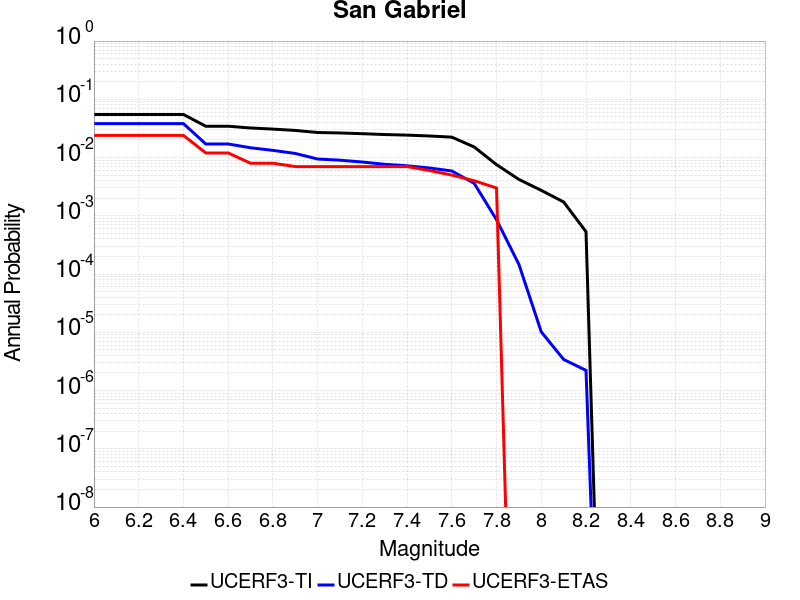 San Gabriel
10 0
10 -1
10 -2
10 -3
10 -4
10 -5
10 -6
10 -7
10 -8
Annual Probability
6 6.2 6.4 6.6 6.8 7 7.2 7.4 7.6 7.8 8 8.2 8.4 8.6 8.8 9
Magnitude
UCERF3-TI UCERF3-TD UCERF3-ETAS